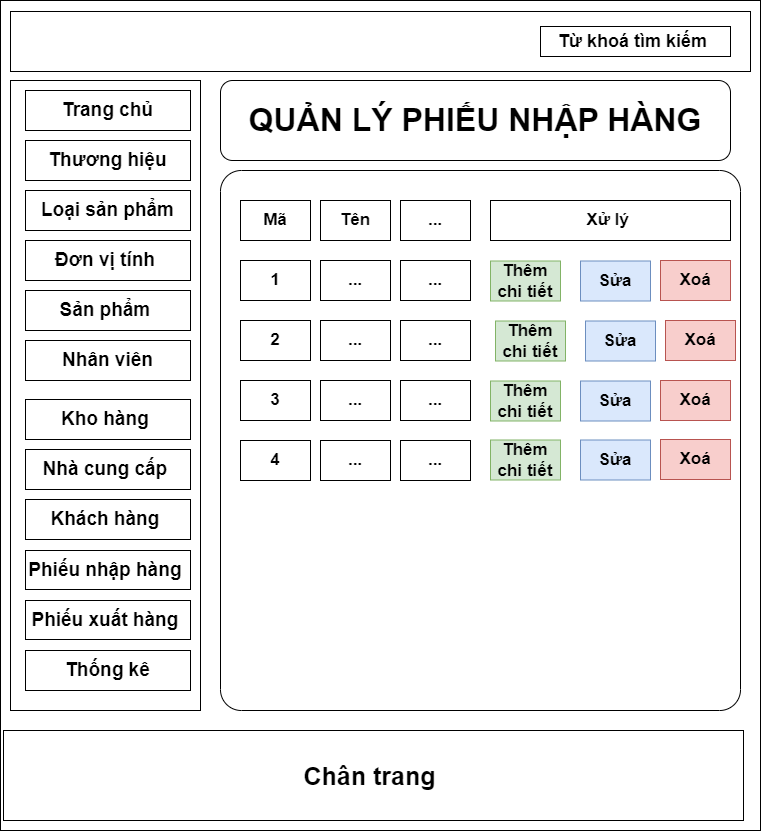 Từ khoá tìm kiếm
Trang chủ
Thương hiệu
Loại sản phẩm
Đơn vị tính
Sản phẩm
Nhân viên
Kho hàng
Nhà cung cấp
Khách hàng
Phiếu nhập hàng
Phiếu xuất hàng
Thống kê
QUẢN LÝ PHIẾU NHẬP HÀNG
Mã Tên ... Xử lý
1 ... ... Thêm chi tiết Sửa Xoá
2 ... ... Thêm chi tiết Sửa Xoá
3 ... ... Thêm chi tiết Sửa Xoá
4 ... ... Thêm chi tiết Sửa Xoá
Chân trang